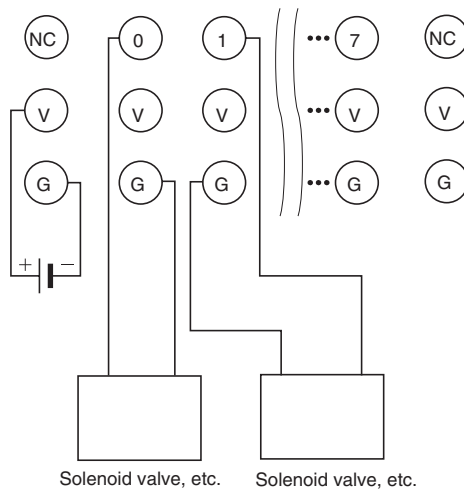 NC 0 1 ••• 7 NC
V V V ••• V V
G G G ••• G G
+ −
Solenoid valve, etc. Solenoid valve, etc.